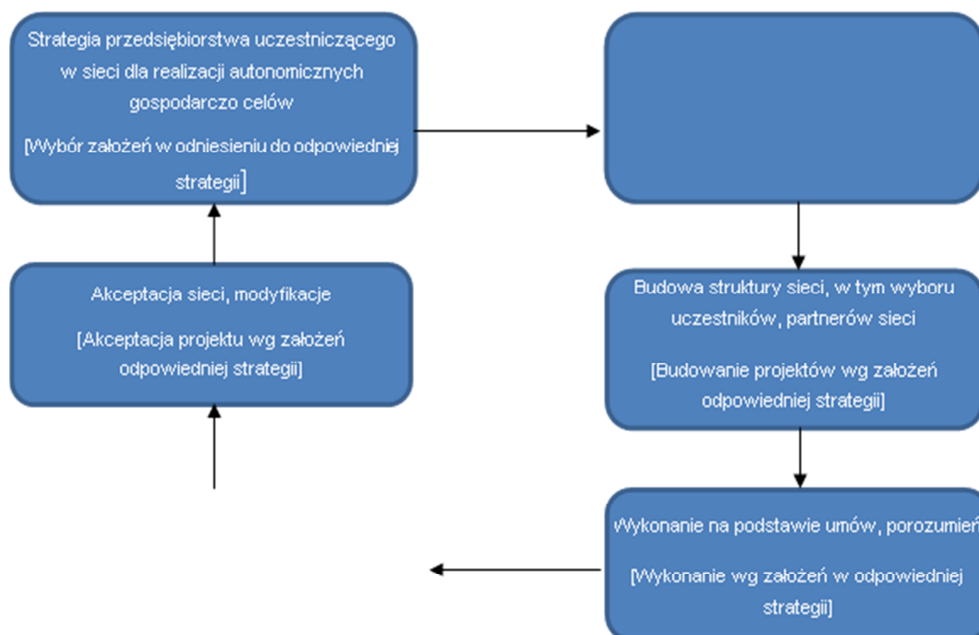 Strategia przedsiębiorstwa uczestniczącego
w sieci dla realizacji autonomicznych
gospodarczo celów
[Wybór założeń w odniesieniu do odpowiedniej
strategii]
Akceptacja sieci, modyfikacje
[Akceptacja projektu wg założeń
odpowiedniej strategii]
Budowa struktury sieci, w tym wyboru
uczestników, partnerów sieci
[Budowanie projektów wg założeń
odpowiedniej strategii]
Wykonanie na podstawie umów, porozumień
[Wykonanie wg założeń w odpowiedniej
strategii]